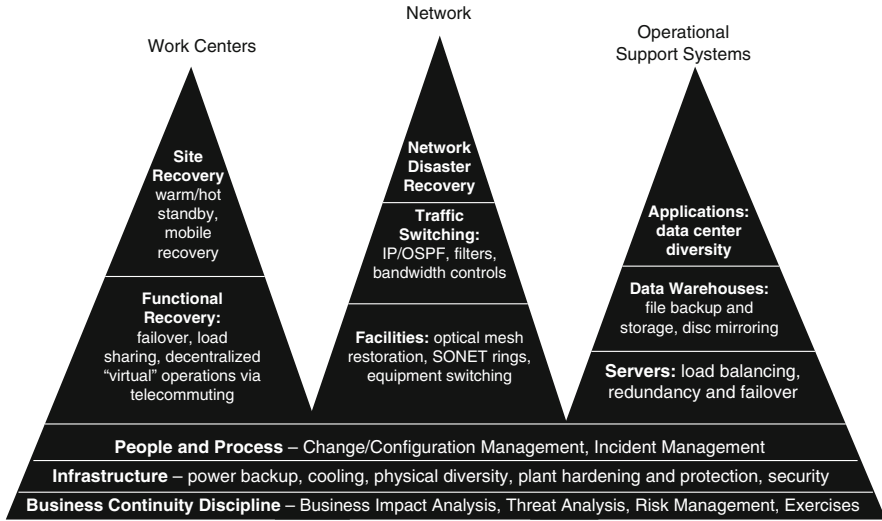 Work Centers
Site
Recovery
warm/hot
standby,
mobile
recovery
Functional
Recovery:
failover, load
sharing, decentralized
“virtual” operations via
telecommuting
Network
Network
Disaster
Recovery
Traffic
Switching:
IP/OSPF, filters,
bandwidth controls
Facilities: optical mesh
restoration, SONET rings,
equipment switching
Operational
Support Systems
Applications:
data center
diversity
Data Warehouses:
file backup and
storage, disc mirroring
Servers: load balancing,
redundancy and failover
People and Process – Change/Configuration Management, Incident Management
Infrastructure – power backup, cooling, physical diversity, plant hardening and protection, security
Business Continuity Discipline – Business Impact Analysis, Threat Analysis, Risk Management, Exercises